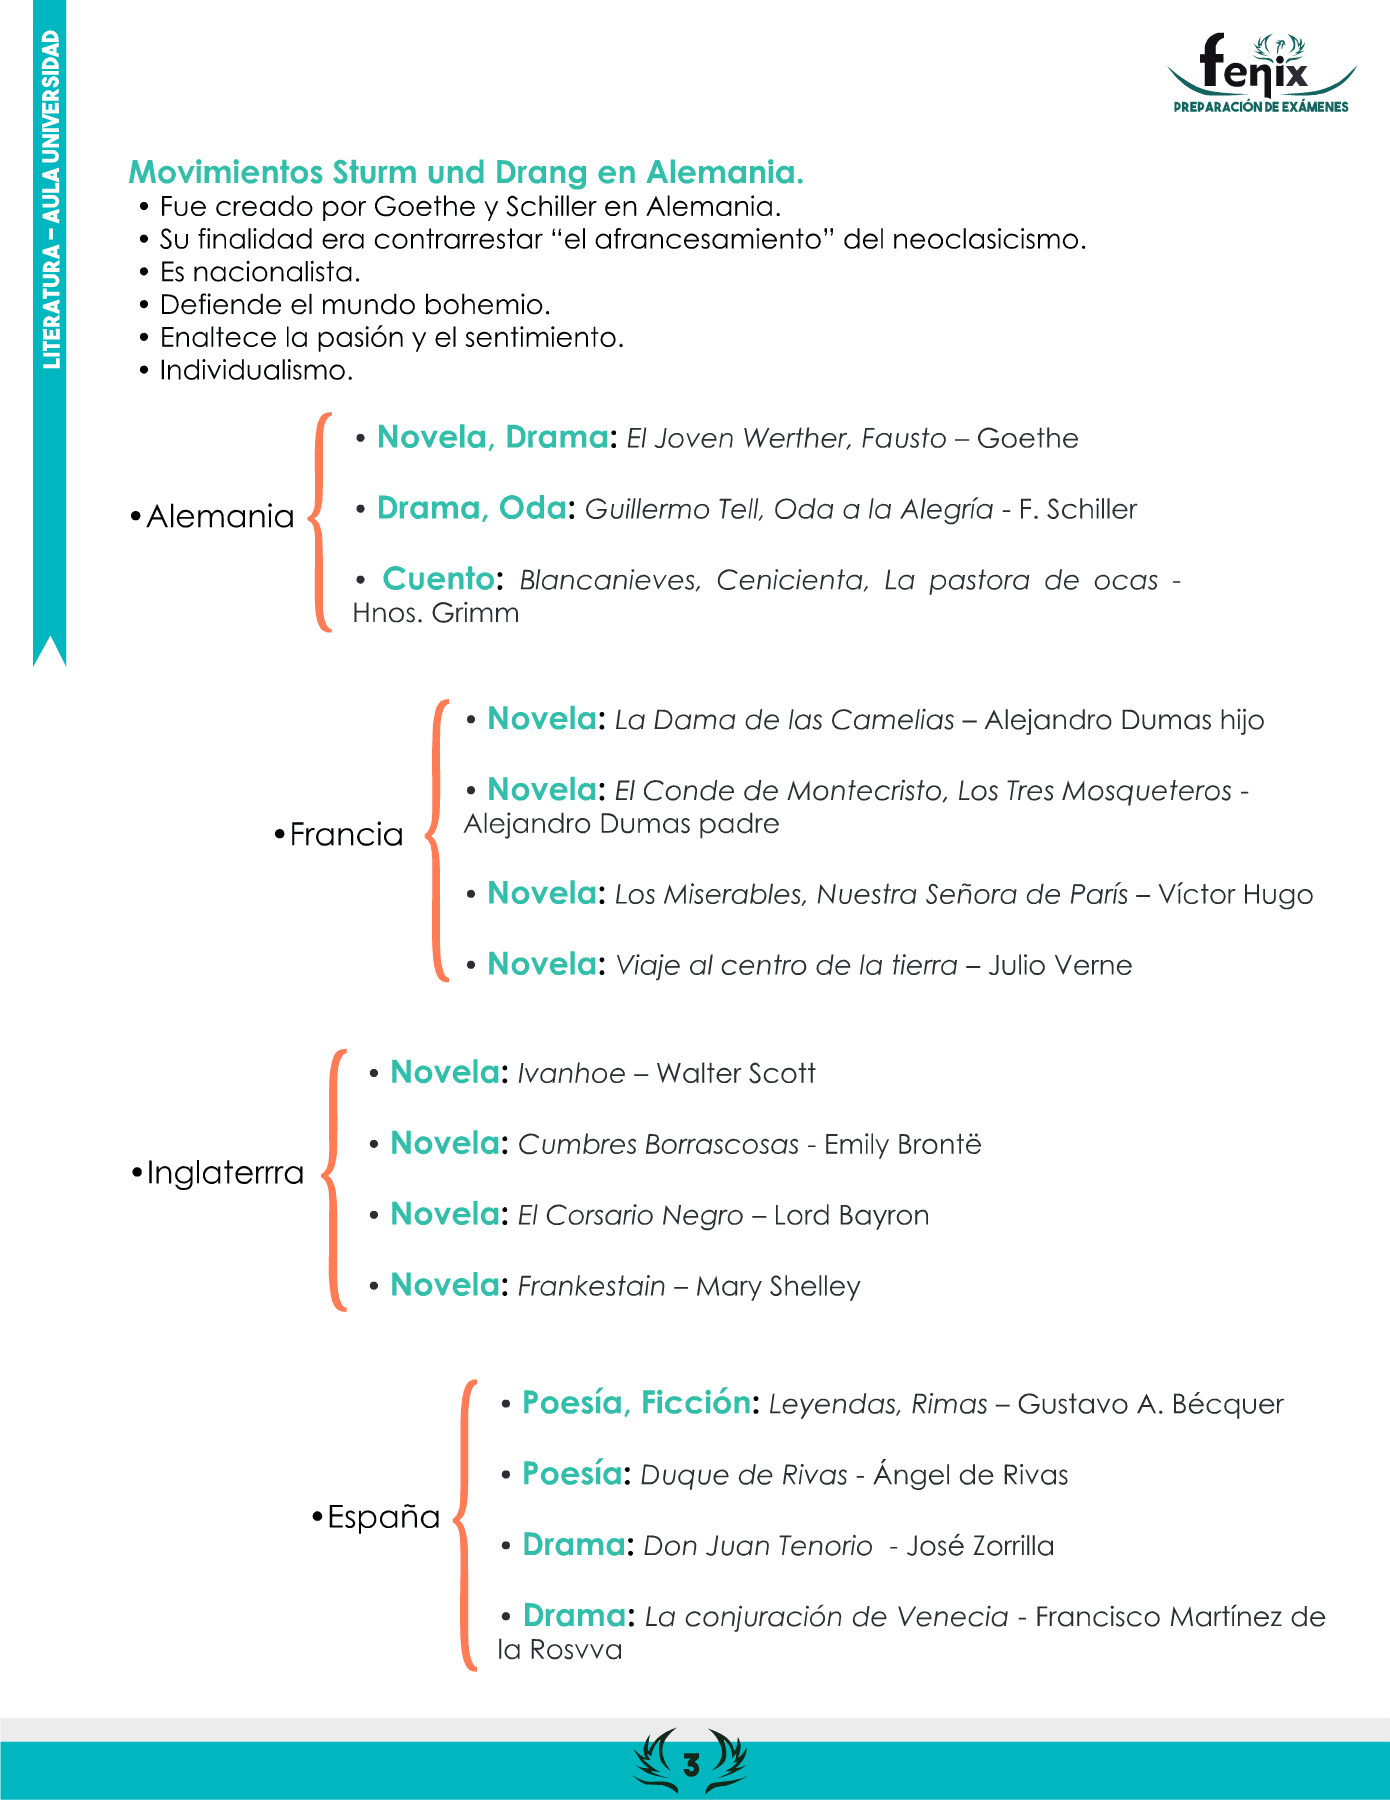 LITERATURA – AULA UNIVERSIDAD
fenix
PREPARACIÓN DE EXÁMENES
Movimientos Sturm und Drang en Alemania.
• Fue creado por Goethe y Schiller en Alemania.
• Su finalidad era contrarrestar “el afrancesamiento” del neoclasicismo.
• Es nacionalista.
• Defiende el mundo bohemio.
• Enaltece la pasión y el sentimiento.
• Individualismo.
•Alemania
• Novela, Drama: El Joven Werther, Fausto – Goethe
• Drama, Oda: Guillermo Tell, Oda a la Alegría - F. Schiller
• Cuento: Blancanieves, Cenicienta, La pastora de ocas -
Hnos. Grimm
•Francia
• Novela: La Dama de las Camelias – Alejandro Dumas hijo
• Novela: El Conde de Montecristo, Los Tres Mosqueteros -
Alejandro Dumas padre
• Novela: Los Miserables, Nuestra Señora de París – Víctor Hugo
• Novela: Viaje al centro de la tierra – Julio Verne
•Inglaterrra
• Novela: Ivanhoe – Walter Scott
• Novela: Cumbres Borrascosas - Emily Brontë
• Novela: El Corsario Negro – Lord Bayron
• Novela: Frankestain – Mary Shelley
•España
• Poesía, Ficción: Leyendas, Rimas – Gustavo A. Bécquer
• Poesía: Duque de Rivas - Ángel de Rivas
• Drama: Don Juan Tenorio - José Zorrilla
• Drama: La conjuración de Venecia - Francisco Martínez de
la Rosvva
3